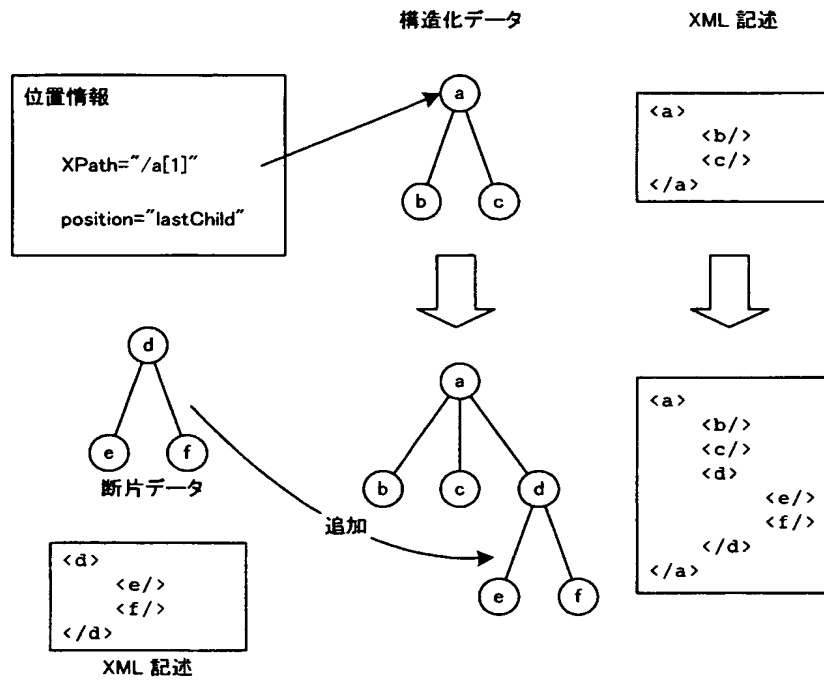 構造化データ
XML 記述
位置情報
XPath="/a[1]"
position="lastChild"
a
b
c
<a>
<b/>
<c/>
</a>
d
e
f
断片データ
<d>
<e/>
<f/>
</d>
XML 記述
追加
a
b
c
d
e
f
<a>
<b/>
<c/>
<d>
<e/>
<f/>
</d>
</a>